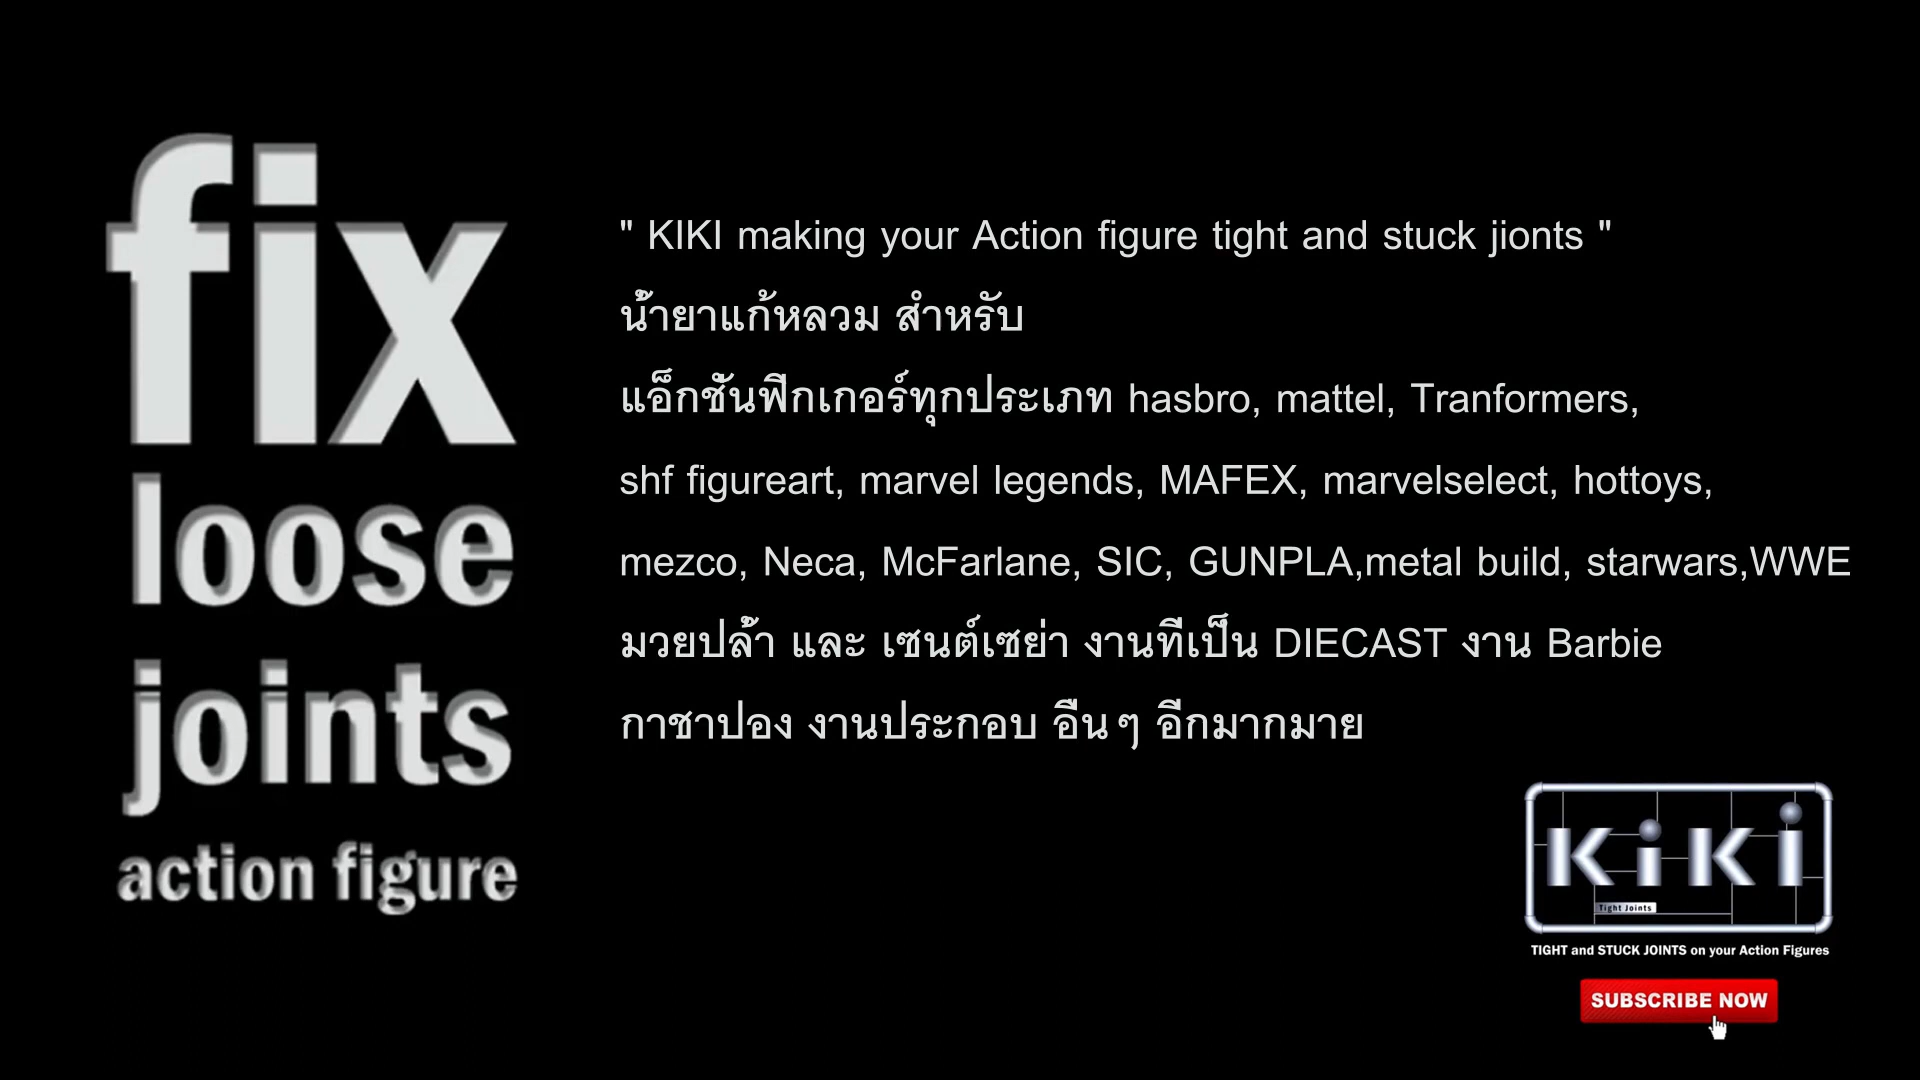 fix
loose
joints
action figure
" KIKI making your Action figure tight and stuck jionts "
น้ำยาแก้หลวม สำหรับ
แอ็กชั่นฟิกเกอร์ทุกประเภท hasbro, mattel, Tranformers,
shf figureart, marvel legends, MAFEX, marvelselect, hottoys,
mezco, Neca, McFarlane, SIC, GUNPLA,metal build, starwars,WWE
มวยปล้ำ และ เซนต์เซย่า งานที่เป็น DIECAST งาน Barbie
กาชาปอง งานประกอบ อื่นๆ อีกมากมาย
KiKi
Tight Joints
TIGHT and STUCK JOINTS on your Action Figures
SUBSCRIBE NOW